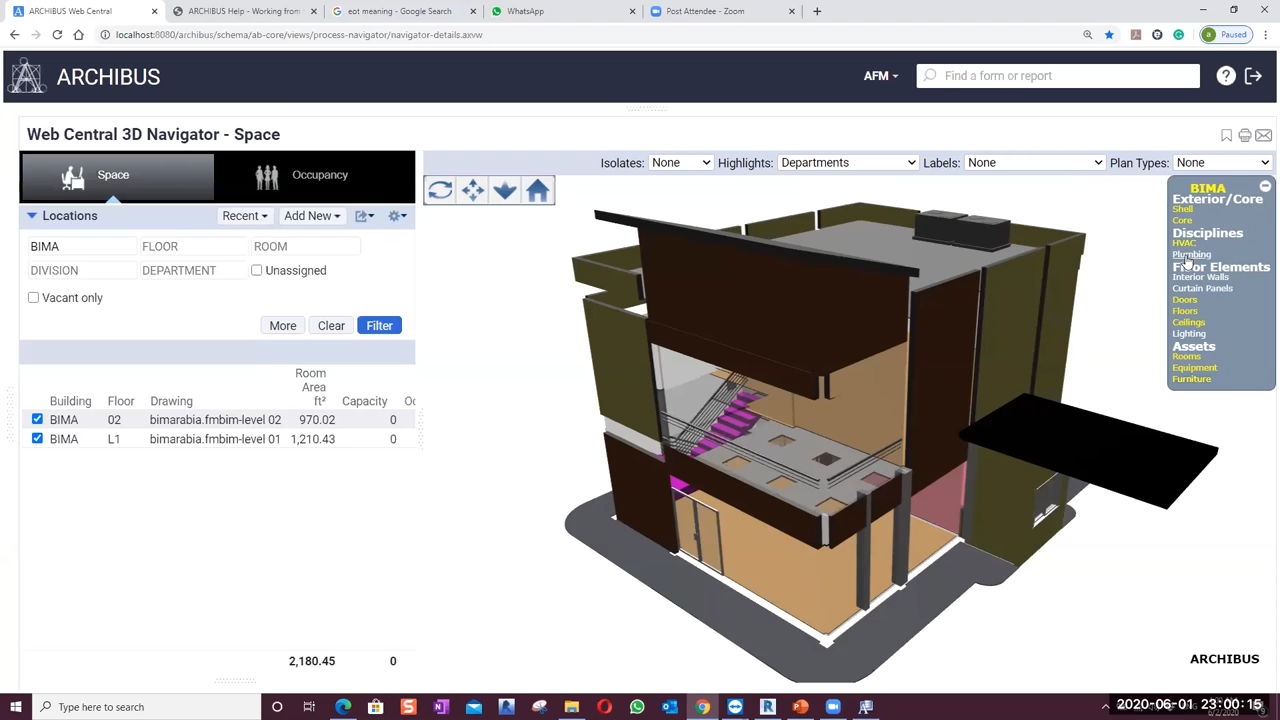 ARCHIBUS Web Central
ARCHIBUS Help - Working from
eot meaning - Google Search
WhatsApp
Post Attendee - Zoom
localhost:8080/archibus/schema/ab-core/views/process-navigator/navigator-details.axvw
a Paused
ARCHIBUS
AFM
Find a form or report
Web Central 3D Navigator - Space
Space
Occupancy
Isolates: None
Highlights: Departments
Labels: None
Plan Types: None
Locations
Recent
Add New
BIMA
FLOOR
ROOM
DIVISION
DEPARTMENT
Unassigned
Vacant only
More
Clear
Filter
Building
Floor
Drawing
Room Area ft²
Capacity
Oc
BIMA 02 bimarabia.fmbim-level 02 970.02 0
BIMA L1 bimarabia.fmbim-level 01 1,210.43 0
2,180.45 0
BIMA
Exterior/Core
Shell
Core
Disciplines
HVAC
Plumbing
Floor Elements
Interior Walls
Curtain Panels
Doors
Floors
Ceilings
Lighting
Assets
Rooms
Equipment
Furniture
ARCHIBUS
Type here to search
2020-06-01 23:00:15